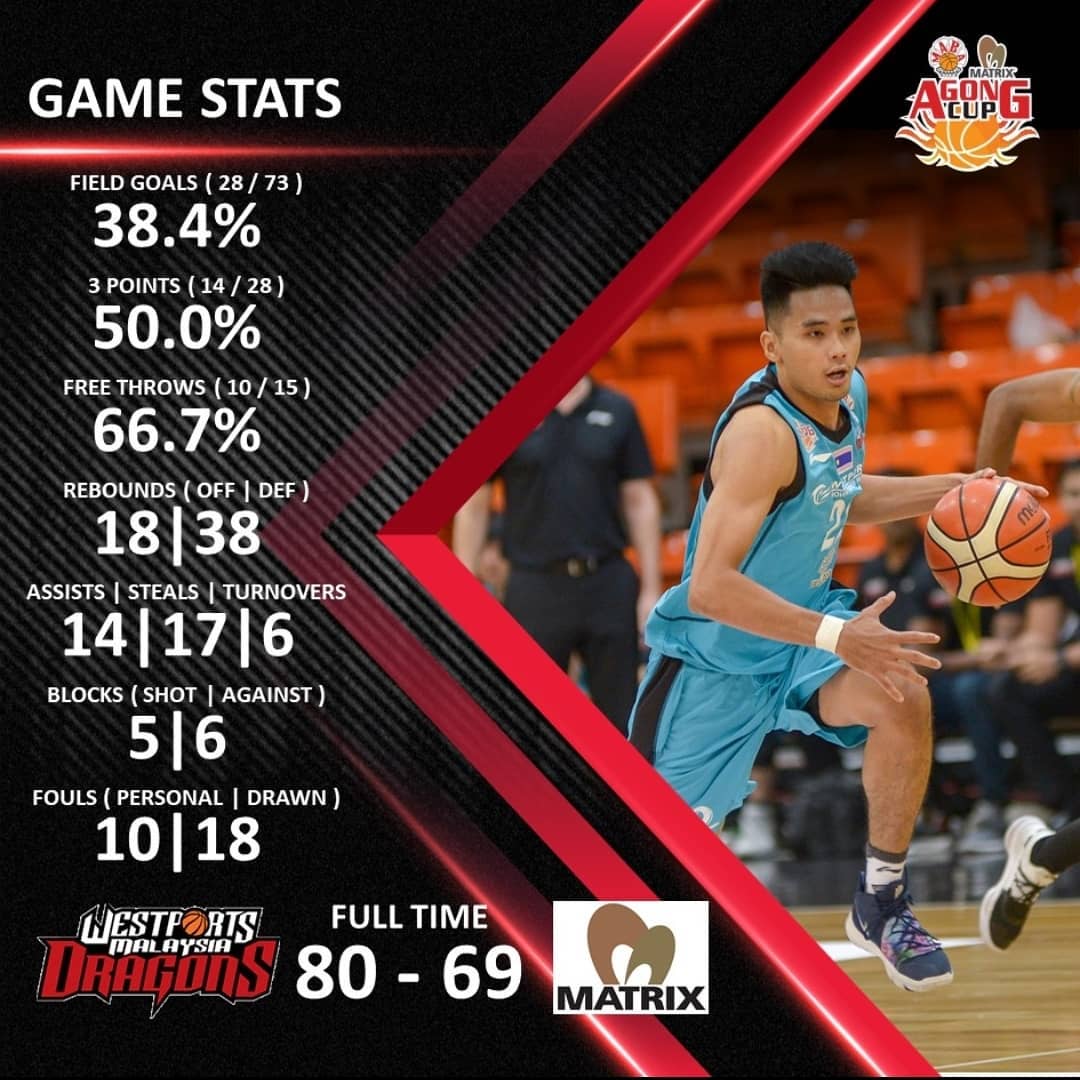 GAME STATS
FIELD GOALS ( 28 / 73 )
38.4%
3 POINTS ( 14 / 28 )
50.0%
FREE THROWS ( 10 / 15 )
66.7%
REBOUNDS ( OFF | DEF )
18|38
ASSISTS | STEALS | TURNOVERS
14|17|6
BLOCKS ( SHOT | AGAINST )
5|6
FOULS ( PERSONAL | DRAWN )
10|18
WESTPORTS
MALAYSIA
DRAGONS
FULL TIME
80 - 69
MATRIX
MABA
MATRIX
AGONG
CUP